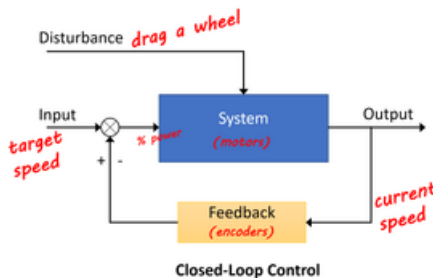 Disturbance drag a wheel
Input
target
speed
+ -
% power
System
(motors)
Output
current
speed
Feedback
(encoders)
Closed-Loop Control